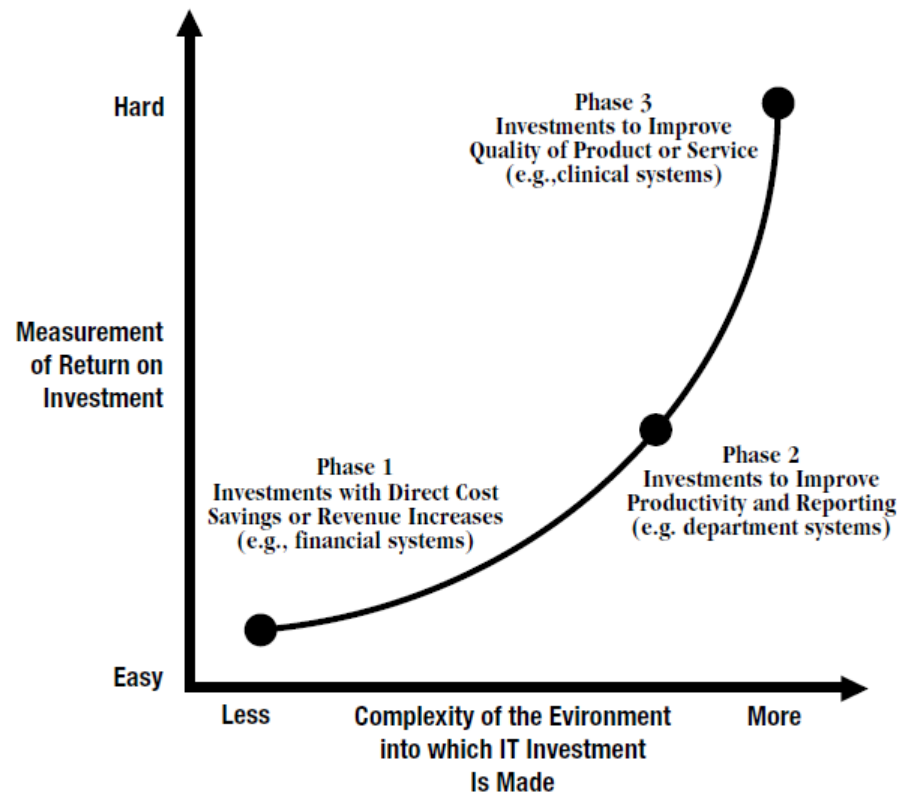 Hard
Phase 3
Investments to Improve
Quality of Product or Service
(e.g.,clinical systems)
Measurement
of Return on
Investment
Phase 1
Investments with Direct Cost
Savings or Revenue Increases
(e.g., financial systems)
Phase 2
Investments to Improve
Productivity and Reporting
(e.g. department systems)
Easy
Less
Complexity of the Evironment
into which IT Investment
Is Made
More